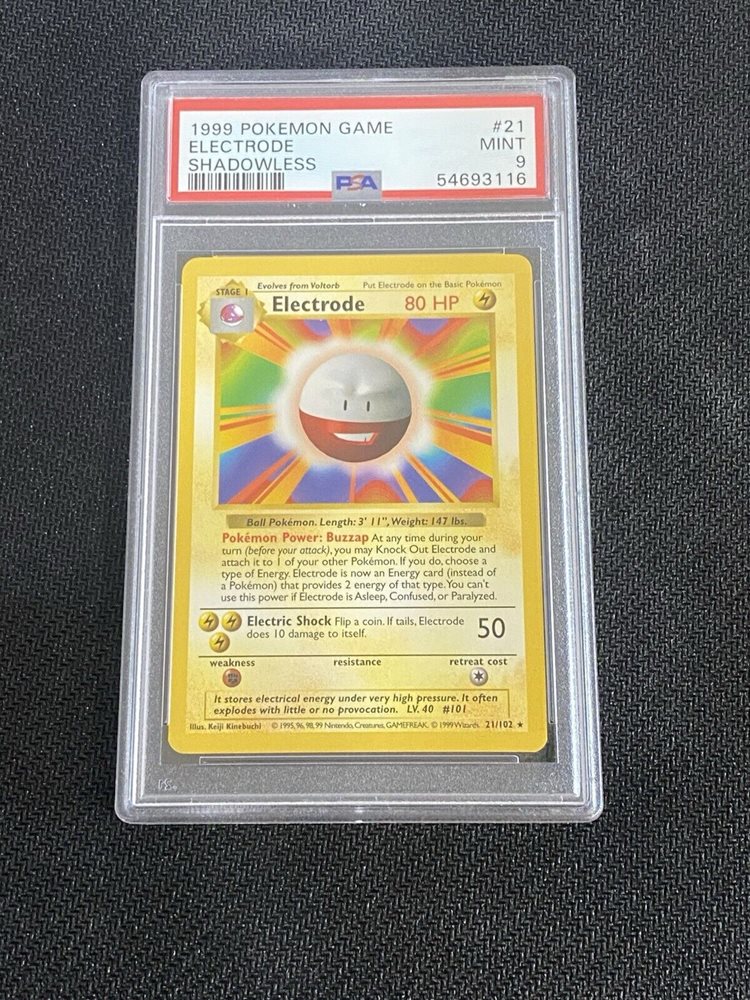 1999 POKEMON GAME #21
ELECTRODE MINT
SHADOWLESS 9
PSA 54693116
STAGE 1 Evolves from Voltorb Put Electrode on the Basic Pokémon
Electrode 80 HP
Ball Pokémon. Length: 3' 11", Weight: 147 lbs.
Pokémon Power: Buzzap At any time during your
turn (before your attack), you may Knock Out Electrode and
attach it to 1 of your other Pokémon. If you do, choose a
type of Energy. Electrode is now an Energy card (instead of
a Pokémon) that provides 2 energy of that type. You can't
use this power if Electrode is Asleep, Confused, or Paralyzed.
Electric Shock Flip a coin. If tails, Electrode
does 10 damage to itself. 50
weakness resistance retreat cost
It stores electrical energy under very high pressure. It often
explodes with little or no provocation. LV. 40 #101
Illus. Keiji Kinebuchi © 1995, 96, 98, 99 Nintendo, Creatures, GAMEFREAK. © 1999 Wizards. 21/102 ★